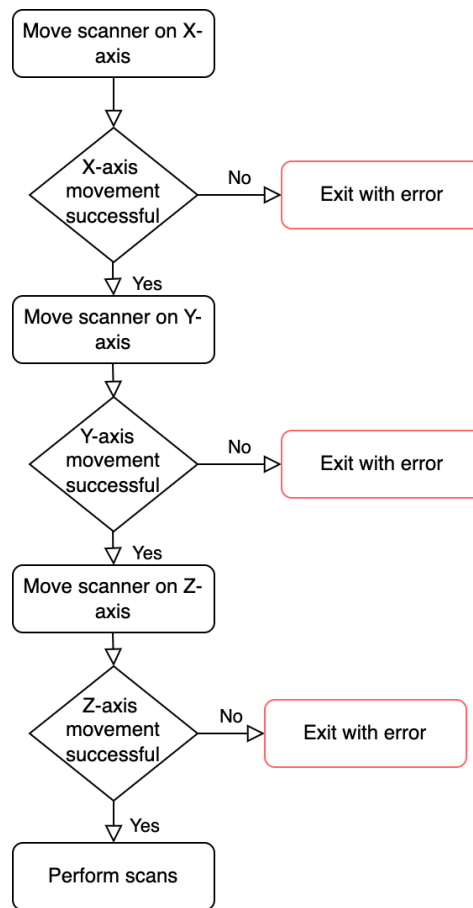 Move scanner on X-
axis
X-axis
movement
successful
No
Exit with error
Yes
Move scanner on Y-
axis
Y-axis
movement
successful
No
Exit with error
Yes
Move scanner on Z-
axis
Z-axis
movement
successful
No
Exit with error
Yes
Perform scans